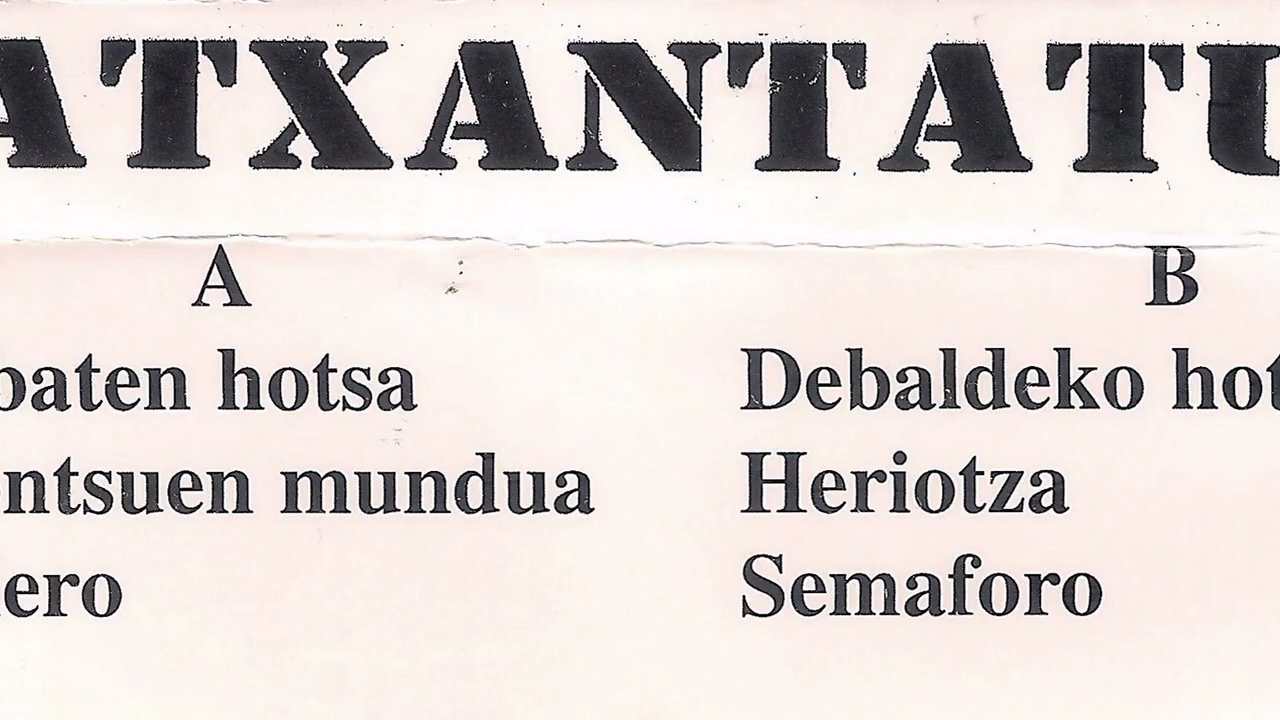 ATXANTATU
A
B
baten hotsa
Debaldeko hot
ntsuen mundua
Heriotza
ero
Semaforo